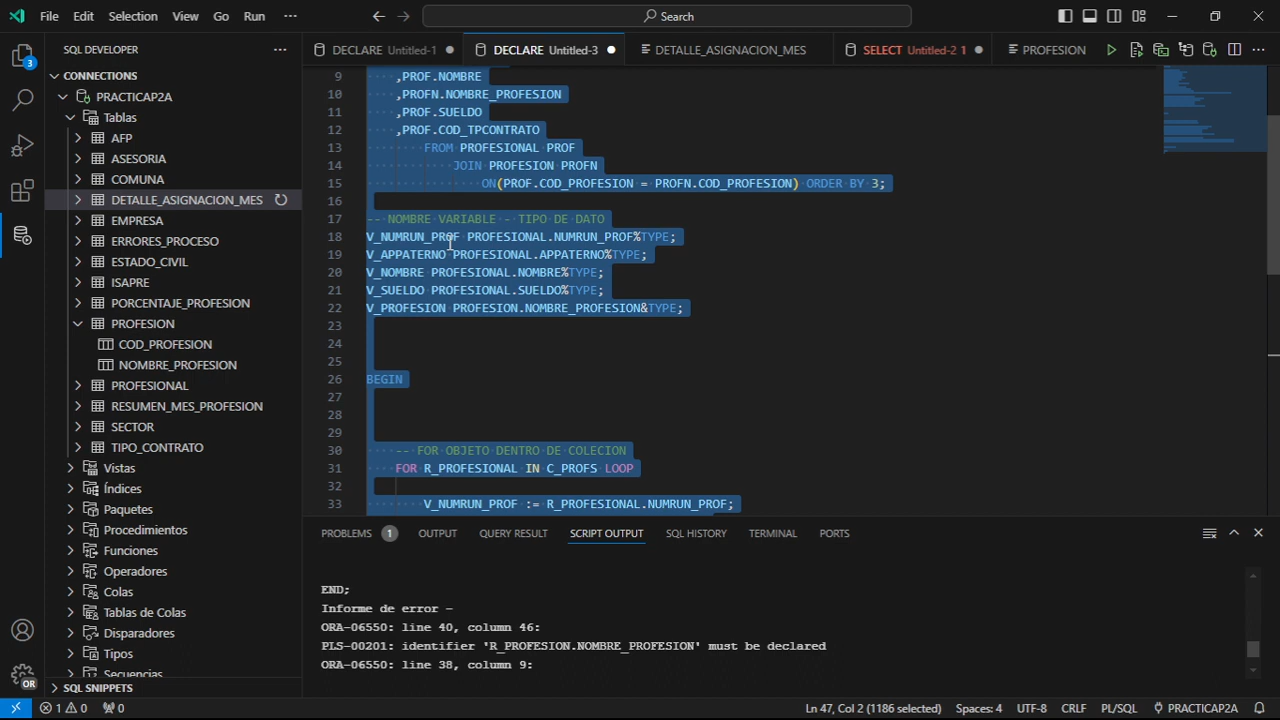 File Edit Selection View Go Run ···
Search
SQL DEVELOPER ···
DECLARE Untitled-1 DECLARE Untitled-3 DETALLE_ASIGNACION_MES SELECT Untitled-2 1 PROFESION
3
CONNECTIONS
PRACTICAP2A
Tablas
AFP
ASESORIA
COMUNA
DETALLE_ASIGNACION_MES
EMPRESA
ERRORES_PROCESO
ESTADO_CIVIL
ISAPRE
PORCENTAJE_PROFESION
PROFESION
COD_PROFESION
NOMBRE_PROFESION
PROFESIONAL
RESUMEN_MES_PROFESION
SECTOR
TIPO_CONTRATO
Vistas
Índices
Paquetes
Procedimientos
Funciones
Operadores
Colas
Tablas de Colas
Disparadores
Tipos
Secuencias
SQL SNIPPETS
9 ,PROF.NOMBRE
10 ,PROFN.NOMBRE_PROFESION
11 ,PROF.SUELDO
12 ,PROF.COD_TPCONTRATO
13 FROM PROFESIONAL PROF
14 JOIN PROFESION PROFN
15 ON(PROF.COD_PROFESION = PROFN.COD_PROFESION) ORDER BY 3;
16
17 -- NOMBRE VARIABLE - TIPO DE DATO
18 V_NUMRUN_PROF PROFESIONAL.NUMRUN_PROF%TYPE;
19 V_APPATERNO PROFESIONAL.APPATERNO%TYPE;
20 V_NOMBRE PROFESIONAL.NOMBRE%TYPE;
21 V_SUELDO PROFESIONAL.SUELDO%TYPE;
22 V_PROFESION PROFESION.NOMBRE_PROFESION&TYPE;
23
24
25
26 BEGIN
27
28
29
30 -- FOR OBJETO DENTRO DE COLECION
31 FOR R_PROFESIONAL IN C_PROFS LOOP
32
33 V_NUMRUN_PROF := R_PROFESIONAL.NUMRUN_PROF;
PROBLEMS 1 OUTPUT QUERY RESULT SCRIPT OUTPUT SQL HISTORY TERMINAL PORTS
END;
Informe de error -
ORA-06550: line 40, column 46:
PLS-00201: identifier 'R_PROFESION.NOMBRE_PROFESION' must be declared
ORA-06550: line 38, column 9:
OR
1 0 0 Ln 47, Col 2 (1186 selected) Spaces: 4 UTF-8 CRLF PL/SQL PRACTICAP2A